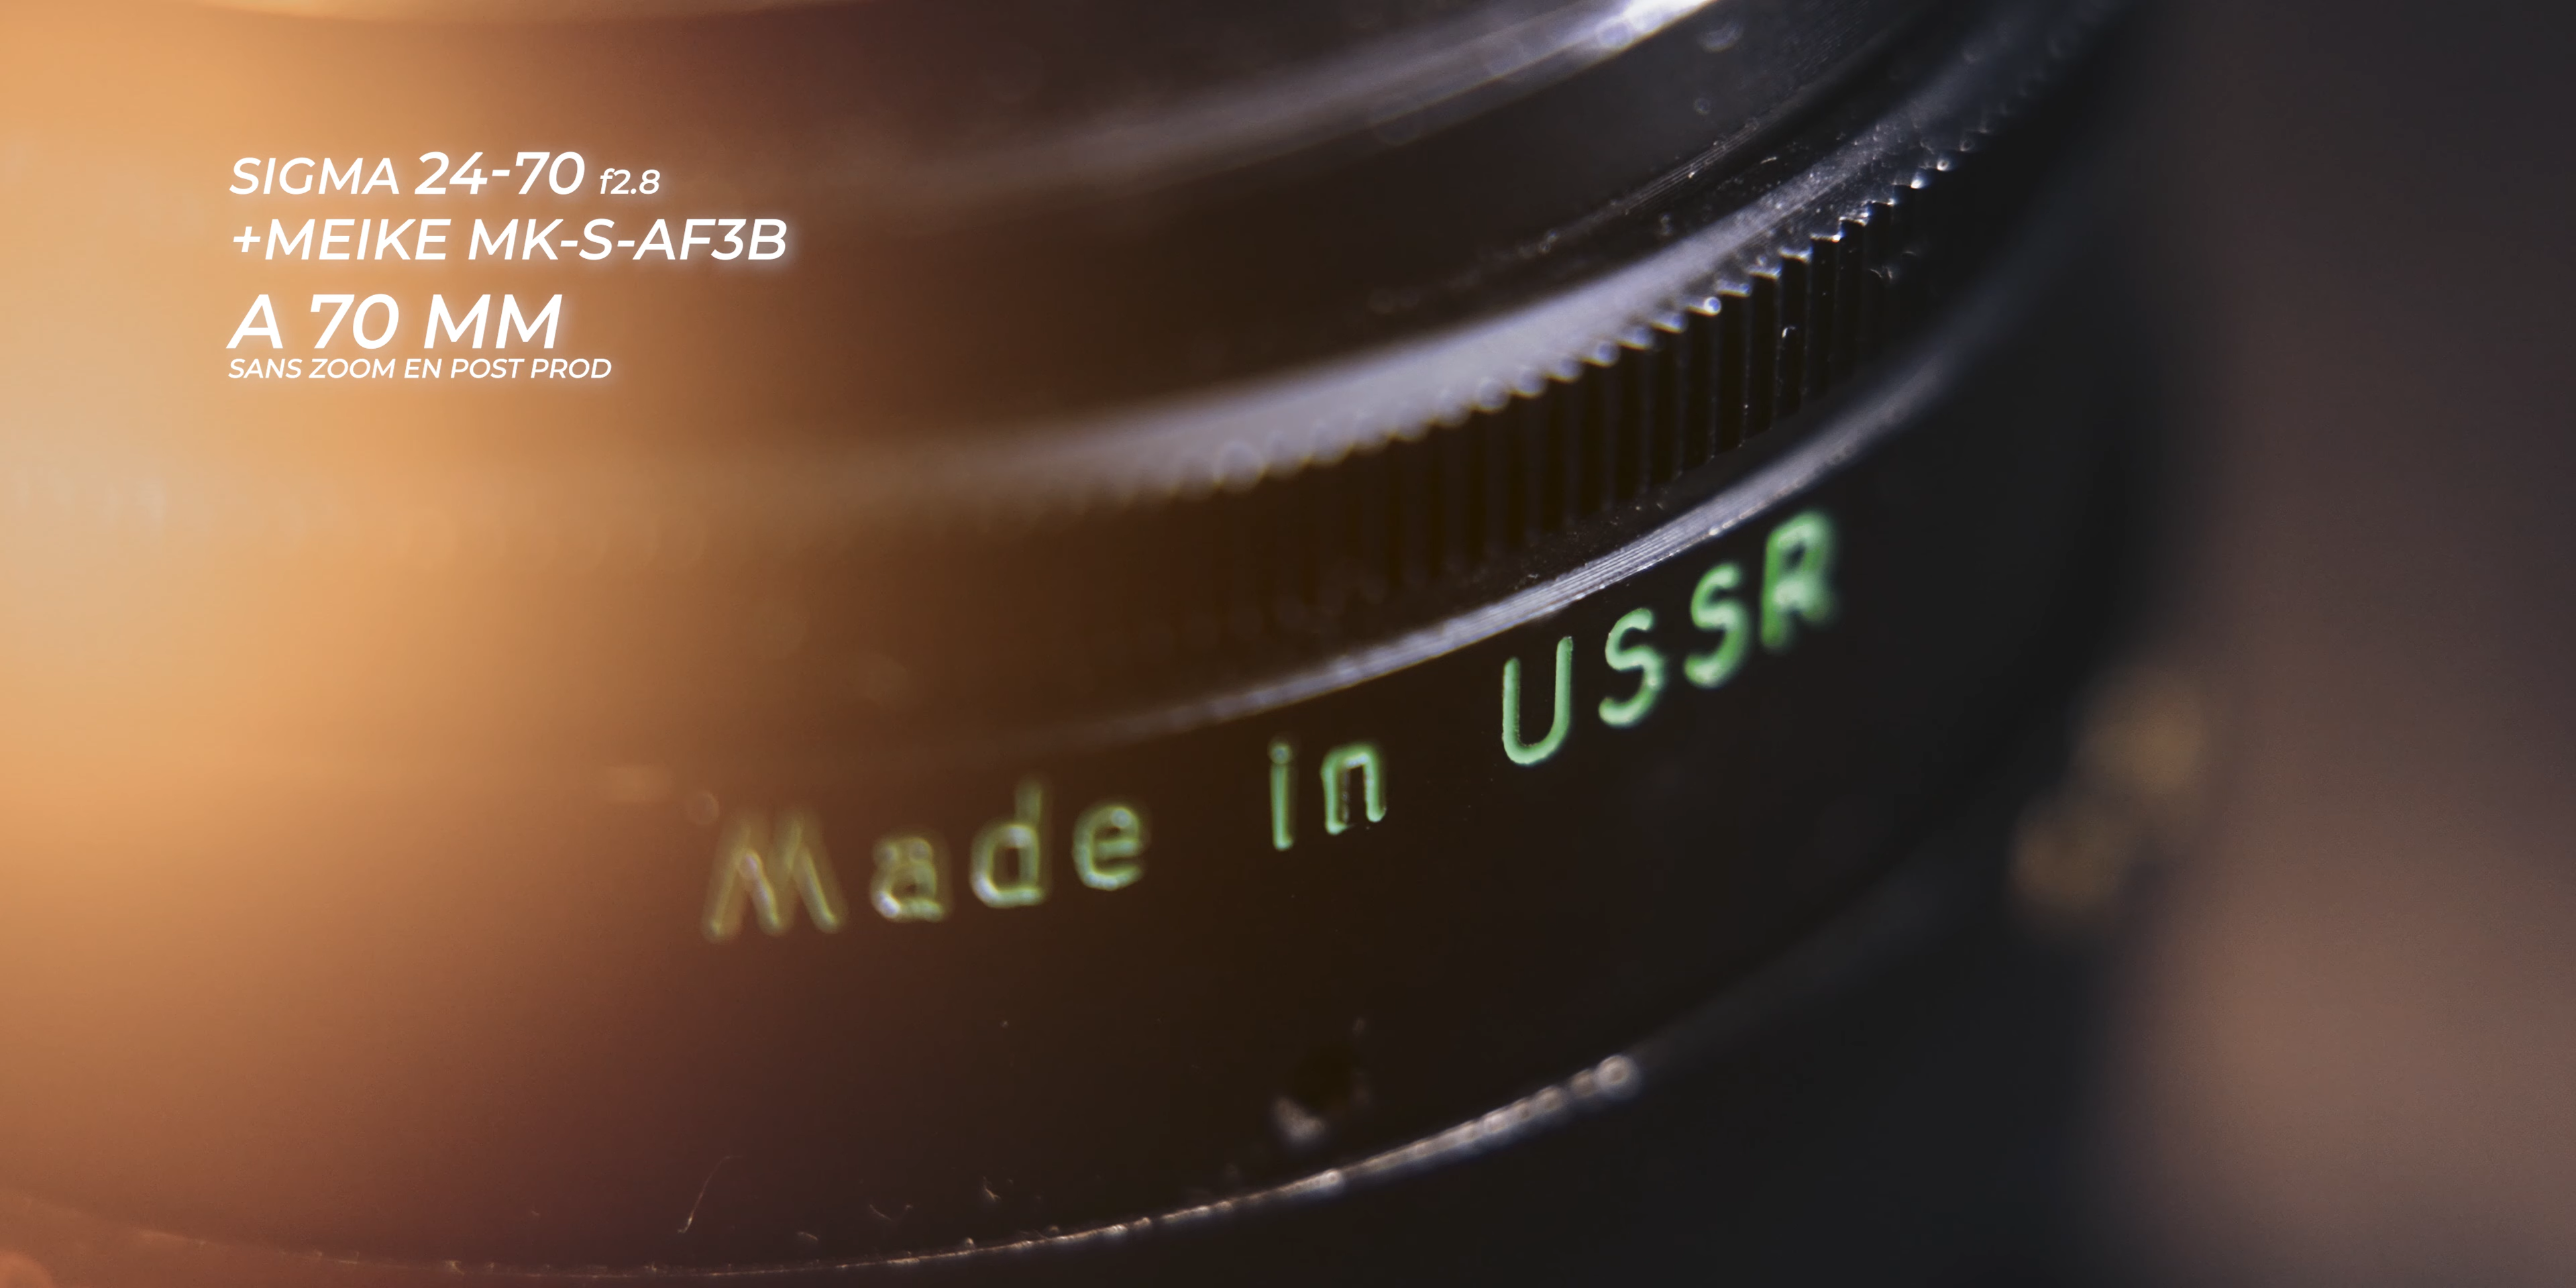 SIGMA 24-70 f2.8
+MEIKE MK-S-AF3B
A 70 MM
SANS ZOOM EN POST PROD
Made in USSR